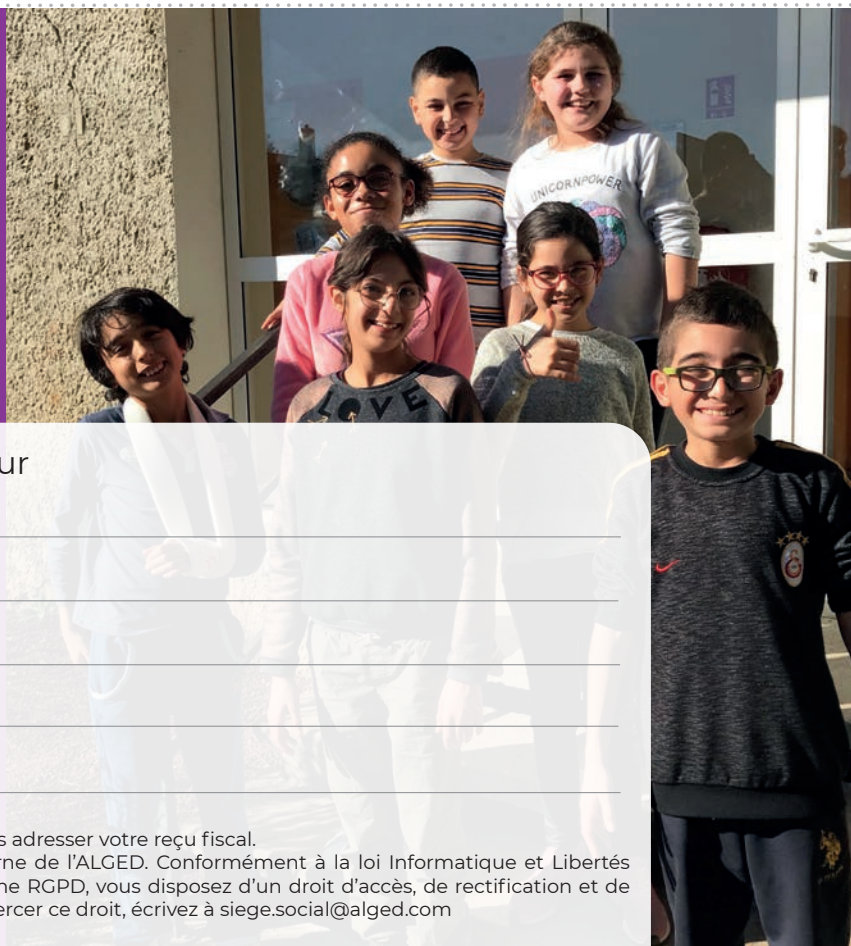 UNICORNPOWER
LOVE
ur
s adresser votre reçu fiscal.
rne de l’ALGED. Conformément à la loi Informatique et Libertés
ne RGPD, vous disposez d’un droit d’accès, de rectification et de
ercer ce droit, écrivez à siege.social@alged.com